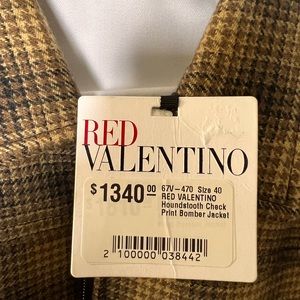 RED
VALENTINO
$1340 00
67V-470 Size 40
RED VALENTINO
Houndstooth Check
Print Bomber Jacket
2 100000 038442